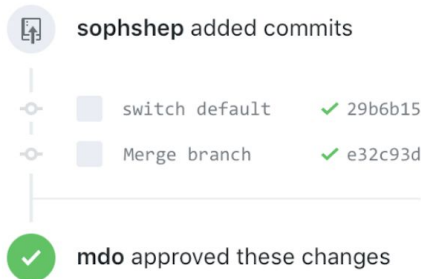 sophshep added commits
switch default 29b6b15
Merge branch e32c93d
mdo approved these changes